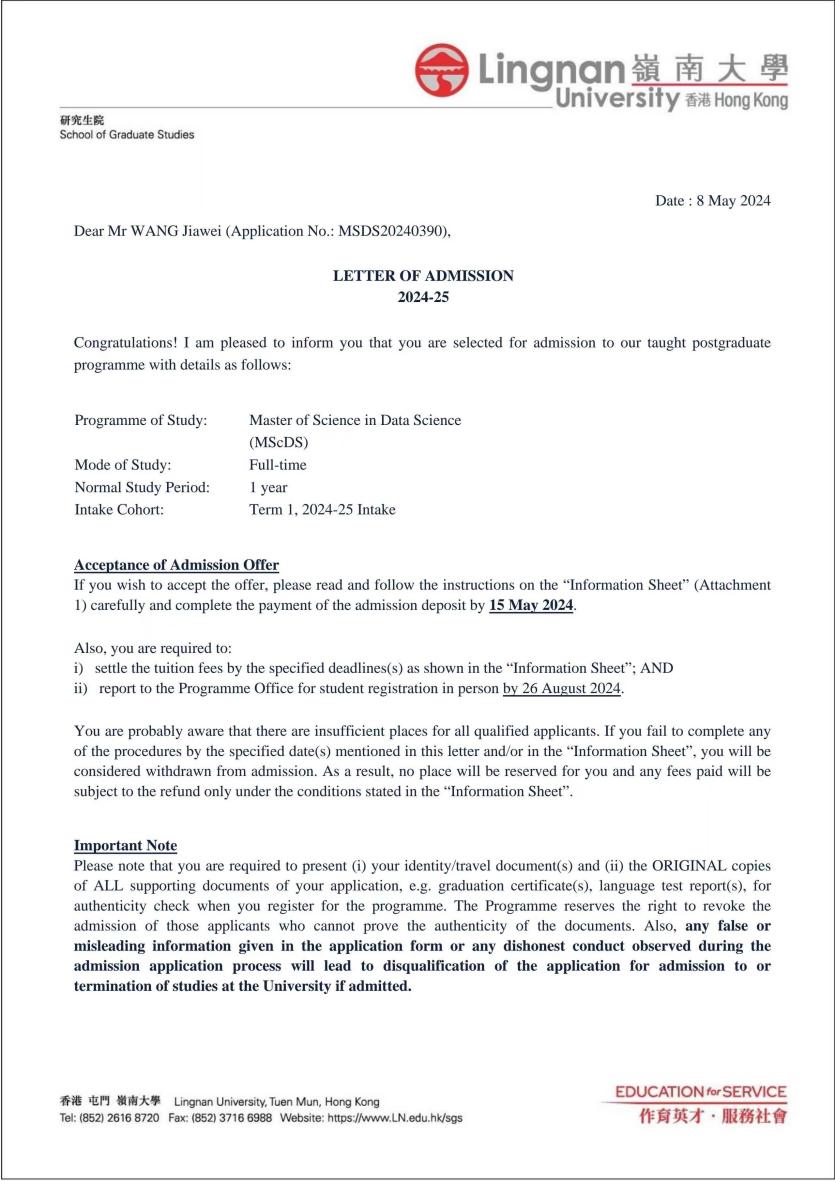 Lingnan 嶺南大學
University 香港 Hong Kong
研究生院
School of Graduate Studies
Date : 8 May 2024
Dear Mr WANG Jiawei (Application No.: MSDS20240390),
LETTER OF ADMISSION
2024-25
Congratulations! I am pleased to inform you that you are selected for admission to our taught postgraduate
programme with details as follows:
Programme of Study: Master of Science in Data Science
(MScDS)
Mode of Study: Full-time
Normal Study Period: 1 year
Intake Cohort: Term 1, 2024-25 Intake
Acceptance of Admission Offer
If you wish to accept the offer, please read and follow the instructions on the “Information Sheet” (Attachment
1) carefully and complete the payment of the admission deposit by 15 May 2024.
Also, you are required to:
i) settle the tuition fees by the specified deadlines(s) as shown in the “Information Sheet”; AND
ii) report to the Programme Office for student registration in person by 26 August 2024.
You are probably aware that there are insufficient places for all qualified applicants. If you fail to complete any
of the procedures by the specified date(s) mentioned in this letter and/or in the “Information Sheet”, you will be
considered withdrawn from admission. As a result, no place will be reserved for you and any fees paid will be
subject to the refund only under the conditions stated in the “Information Sheet”.
Important Note
Please note that you are required to present (i) your identity/travel document(s) and (ii) the ORIGINAL copies
of ALL supporting documents of your application, e.g. graduation certificate(s), language test report(s), for
authenticity check when you register for the programme. The Programme reserves the right to revoke the
admission of those applicants who cannot prove the authenticity of the documents. Also, any false or
misleading information given in the application form or any dishonest conduct observed during the
admission application process will lead to disqualification of the application for admission to or
termination of studies at the University if admitted.
香港 屯門 嶺南大學 Lingnan University, Tuen Mun, Hong Kong
Tel: (852) 2616 8720 Fax: (852) 3716 6988 Website: https://www.LN.edu.hk/sgs
EDUCATION for SERVICE
作育英才・服務社會